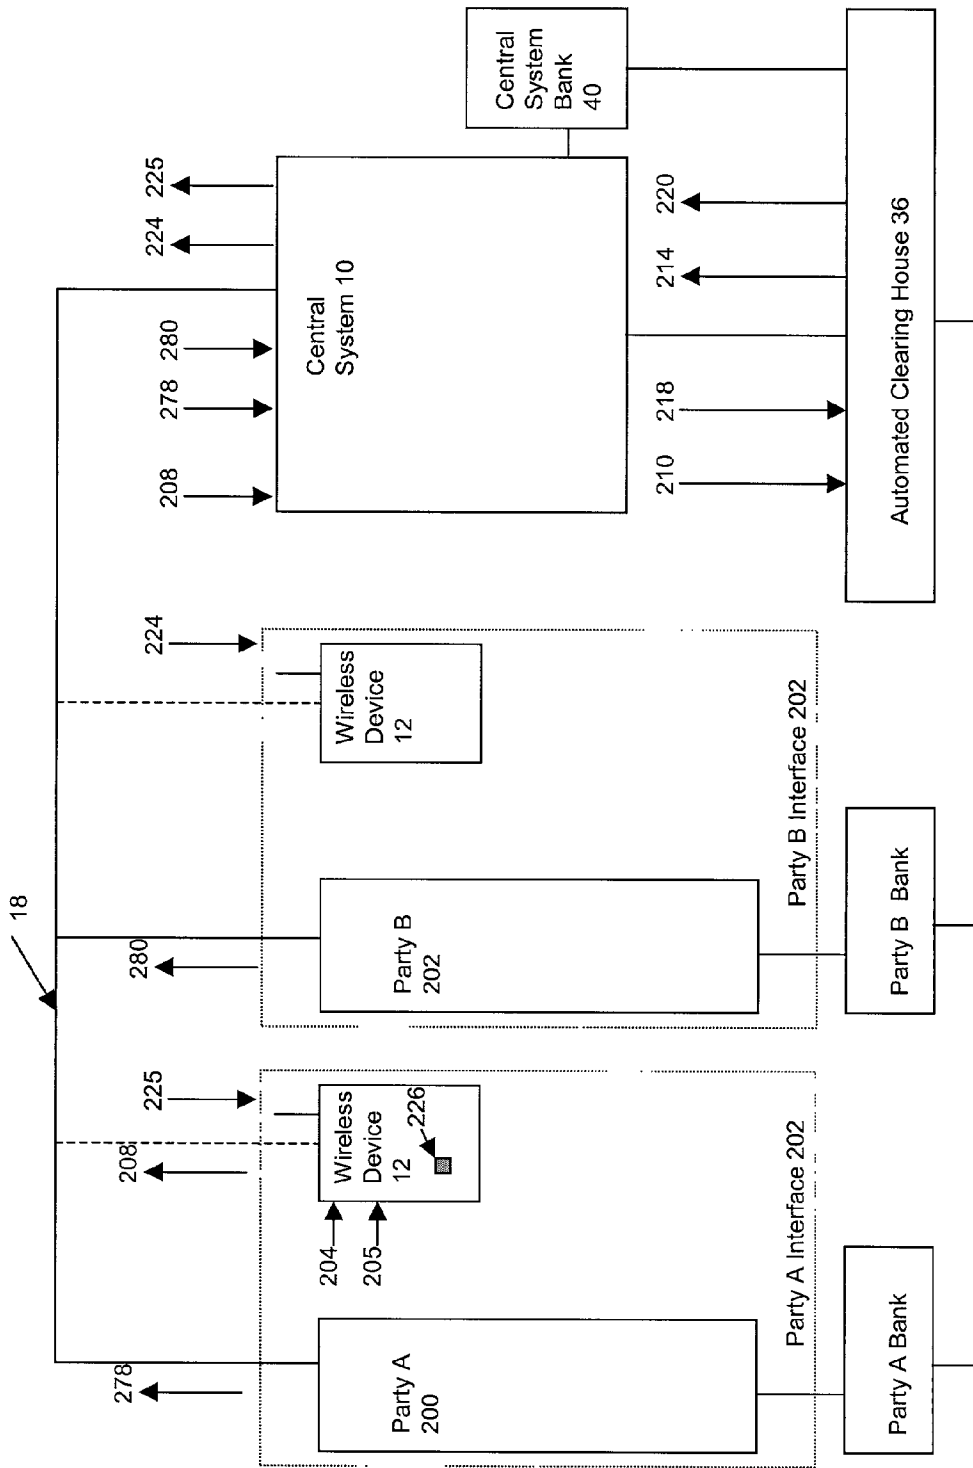 18
278
208
225
280
224
208
278
280
224
225
Party A
200
204
205
Wireless
Device
12
226
Party A Interface 202
Party A Bank
Party B
202
Wireless
Device
12
Party B Interface 202
Party B Bank
Central
System 10
Central
System
Bank
40
210
218
214
220
Automated Clearing House 36